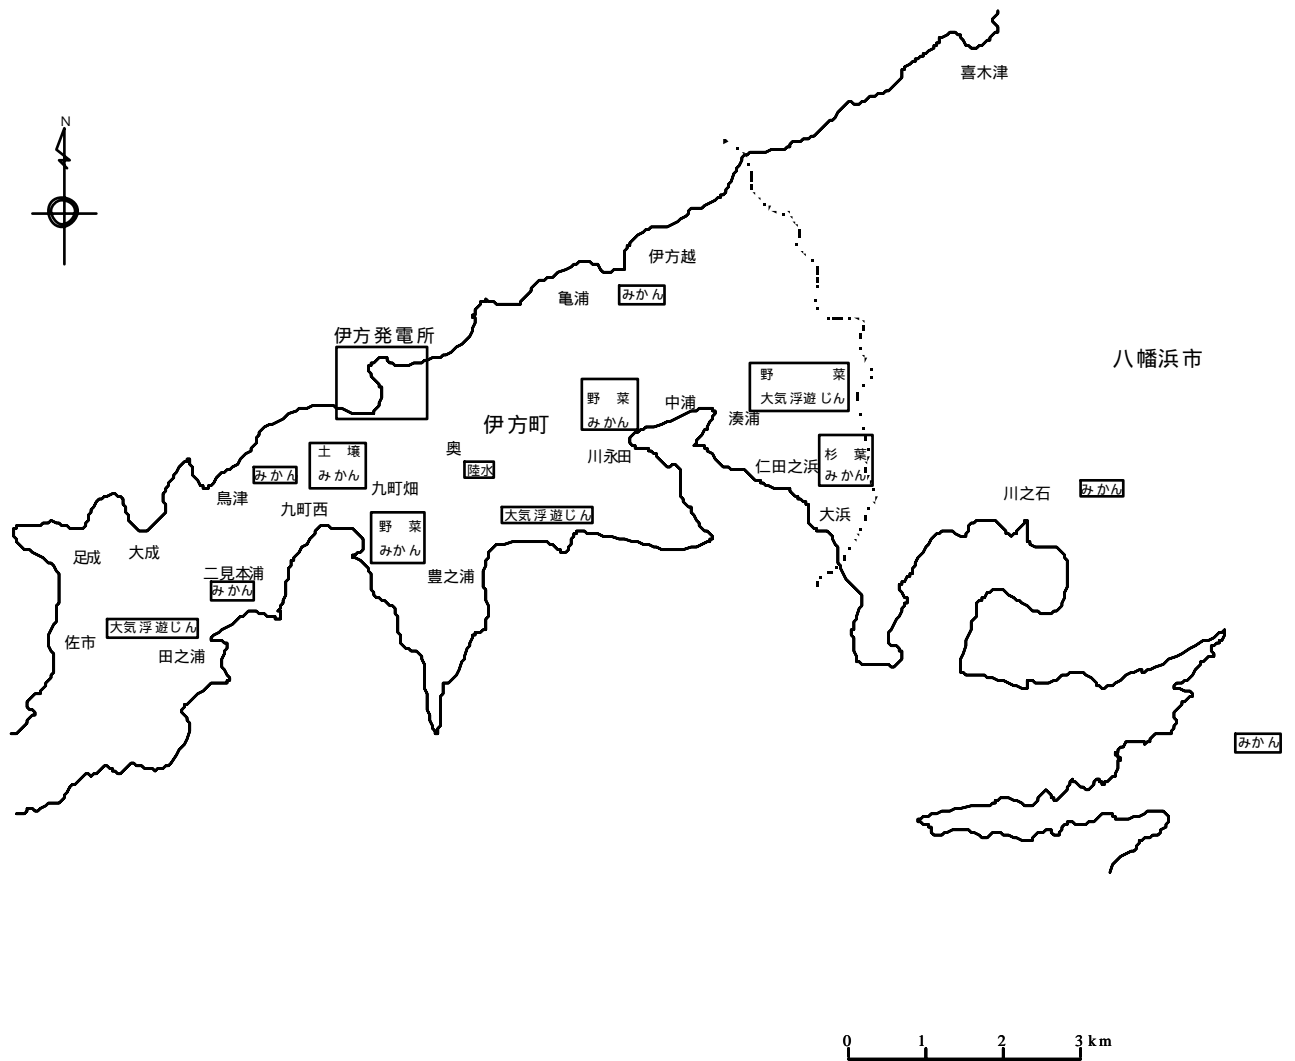 喜木津
N
伊方越
みかん
亀浦
伊方発電所
八幡浜市
野　菜
大気浮遊じん
野　菜
みかん
中浦
湊浦
伊方町
奥
陸水
川永田
杉　葉
みかん
仁田之浜
土　壌
みかん
みかん
鳥津
九町畑
九町西
川之石
みかん
大浜
大気浮遊じん
野　菜
みかん
足成
大成
二見本浦
みかん
豊之浦
大気浮遊じん
佐市
田之浦
みかん
0 1 2 3 km